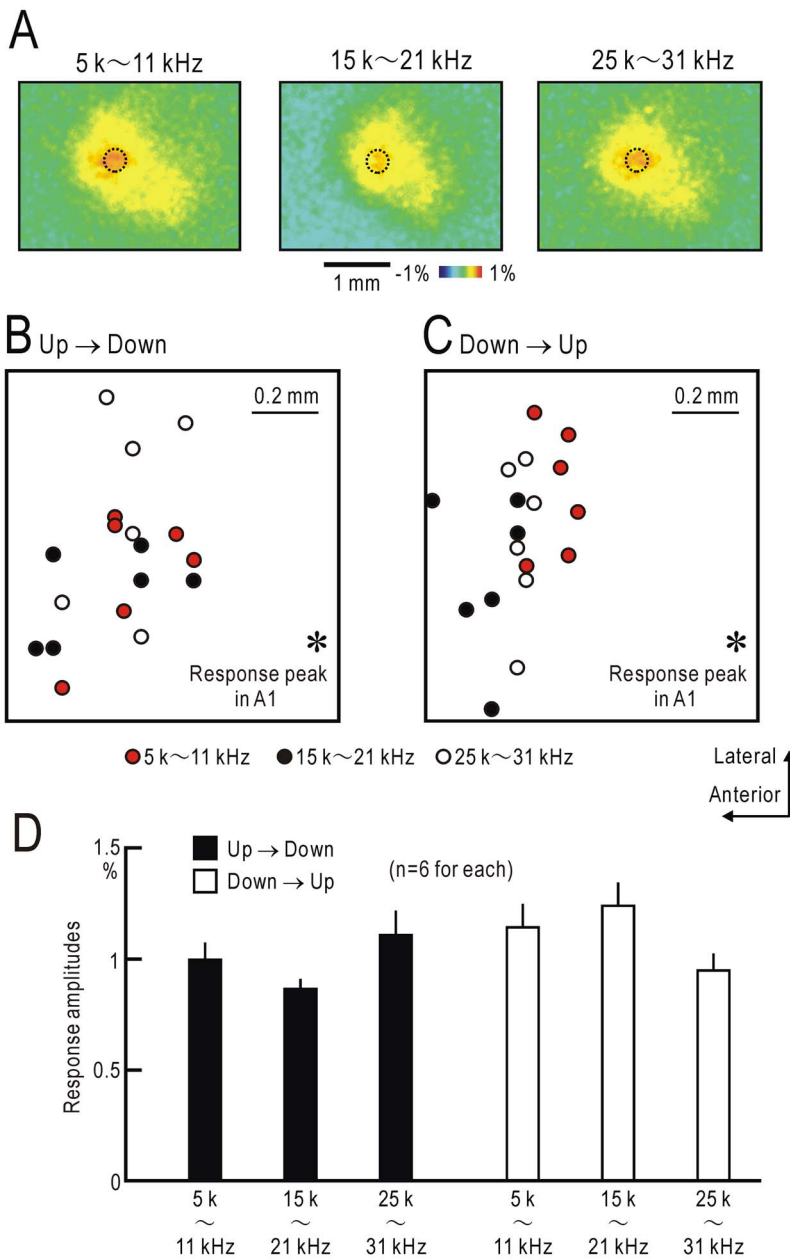 A
5 k～11 kHz
15 k～21 kHz
25 k～31 kHz
1 mm
-1%
1%
B Up → Down
0.2 mm
*
Response peak
in A1
C Down → Up
0.2 mm
*
Response peak
in A1
5 k～11 kHz
15 k～21 kHz
25 k～31 kHz
Lateral
Anterior
D
Up → Down
Down → Up
(n=6 for each)
Response amplitudes
1.5
%
1
0.5
0
5 k
～
11 kHz
15 k
～
21 kHz
25 k
～
31 kHz
5 k
～
11 kHz
15 k
～
21 kHz
25 k
～
31 kHz